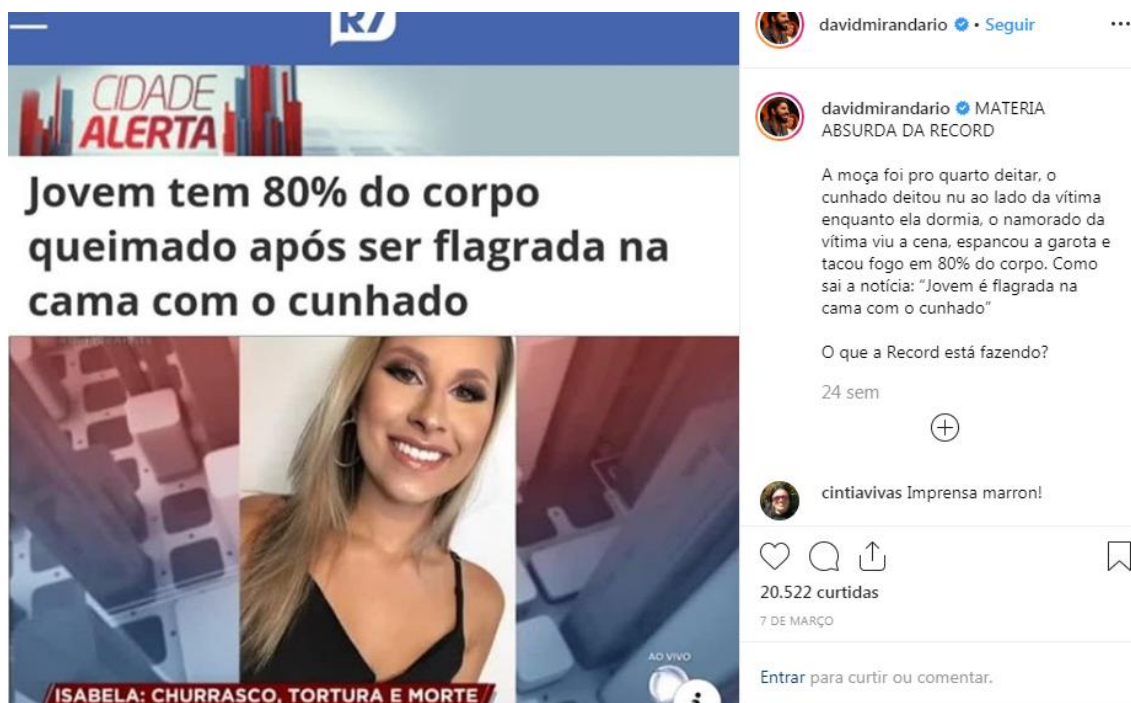 R7
CIDADE
ALERTA
Jovem tem 80% do corpo
queimado após ser flagrada na
cama com o cunhado
AO VIVO
ISABELA: CHURRASCO, TORTURA E MORTE
davidmirandario • Seguir
davidmirandario MATERIA
ABSURDA DA RECORD
A moça foi pro quarto deitar, o
cunhado deitou nu ao lado da vítima
enquanto ela dormia, o namorado da
vítima viu a cena, espancou a garota e
tacou fogo em 80% do corpo. Como
sai a notícia: “Jovem é flagrada na
cama com o cunhado”
O que a Record está fazendo?
24 sem
cintiavivas Imprensa marron!
20.522 curtidas
7 DE MARÇO
Entrar para curtir ou comentar.